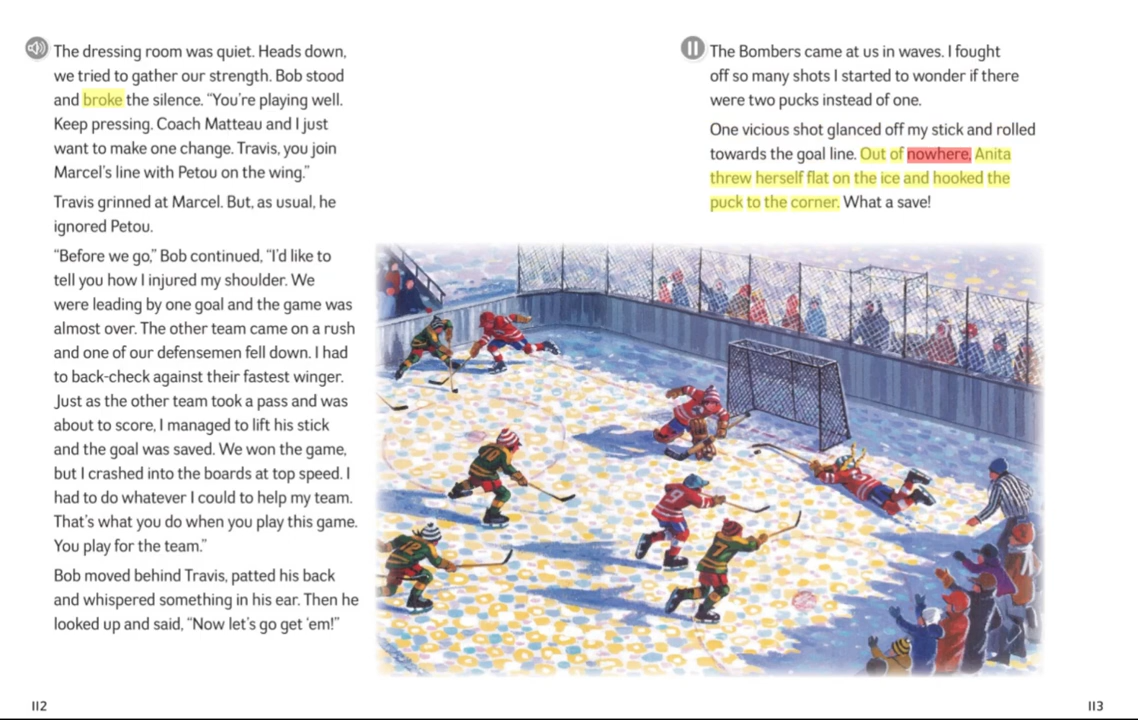 The dressing room was quiet. Heads down,
we tried to gather our strength. Bob stood
and broke the silence. “You’re playing well.
Keep pressing. Coach Matteau and I just
want to make one change. Travis, you join
Marcel’s line with Petou on the wing.”
Travis grinned at Marcel. But, as usual, he
ignored Petou.
“Before we go,” Bob continued, “I’d like to
tell you how I injured my shoulder. We
were leading by one goal and the game was
almost over. The other team came on a rush
and one of our defensemen fell down. I had
to back-check against their fastest winger.
Just as the other team took a pass and was
about to score, I managed to lift his stick
and the goal was saved. We won the game,
but I crashed into the boards at top speed. I
had to do whatever I could to help my team.
That’s what you do when you play this game.
You play for the team.”
Bob moved behind Travis, patted his back
and whispered something in his ear. Then he
looked up and said, “Now let’s go get ‘em!”
112
The Bombers came at us in waves. I fought
off so many shots I started to wonder if there
were two pucks instead of one.
One vicious shot glanced off my stick and rolled
towards the goal line. Out of nowhere, Anita
threw herself flat on the ice and hooked the
puck to the corner. What a save!
10
9
7
12
113